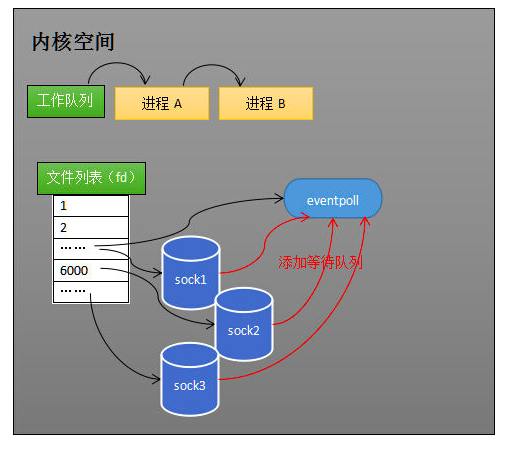 内核空间
工作队列
进程 A
进程 B
文件列表（fd）
1
2
……
6000
……
eventpoll
添加等待队列
sock1
sock2
sock3